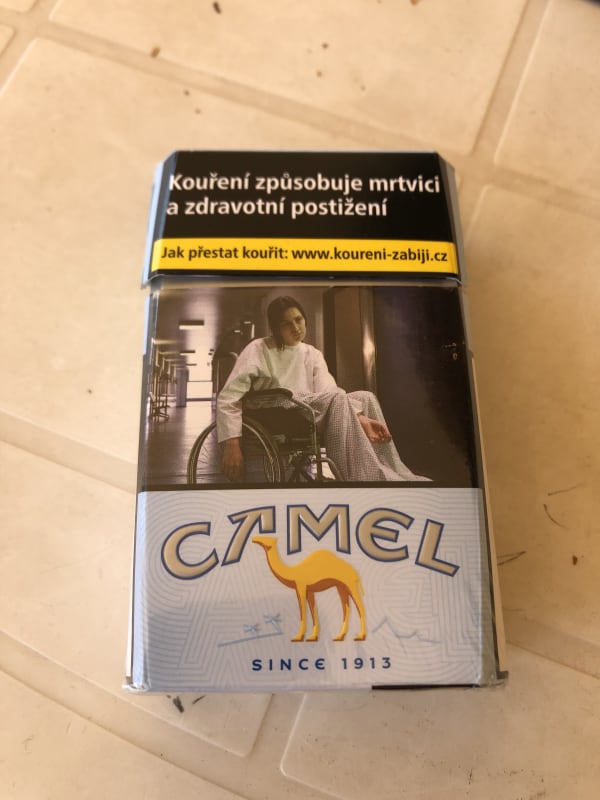 Kouření způsobuje mrtvici
a zdravotní postižení
Jak přestat kouřit: www.koureni-zabiji.cz
CAMEL
SINCE 1913